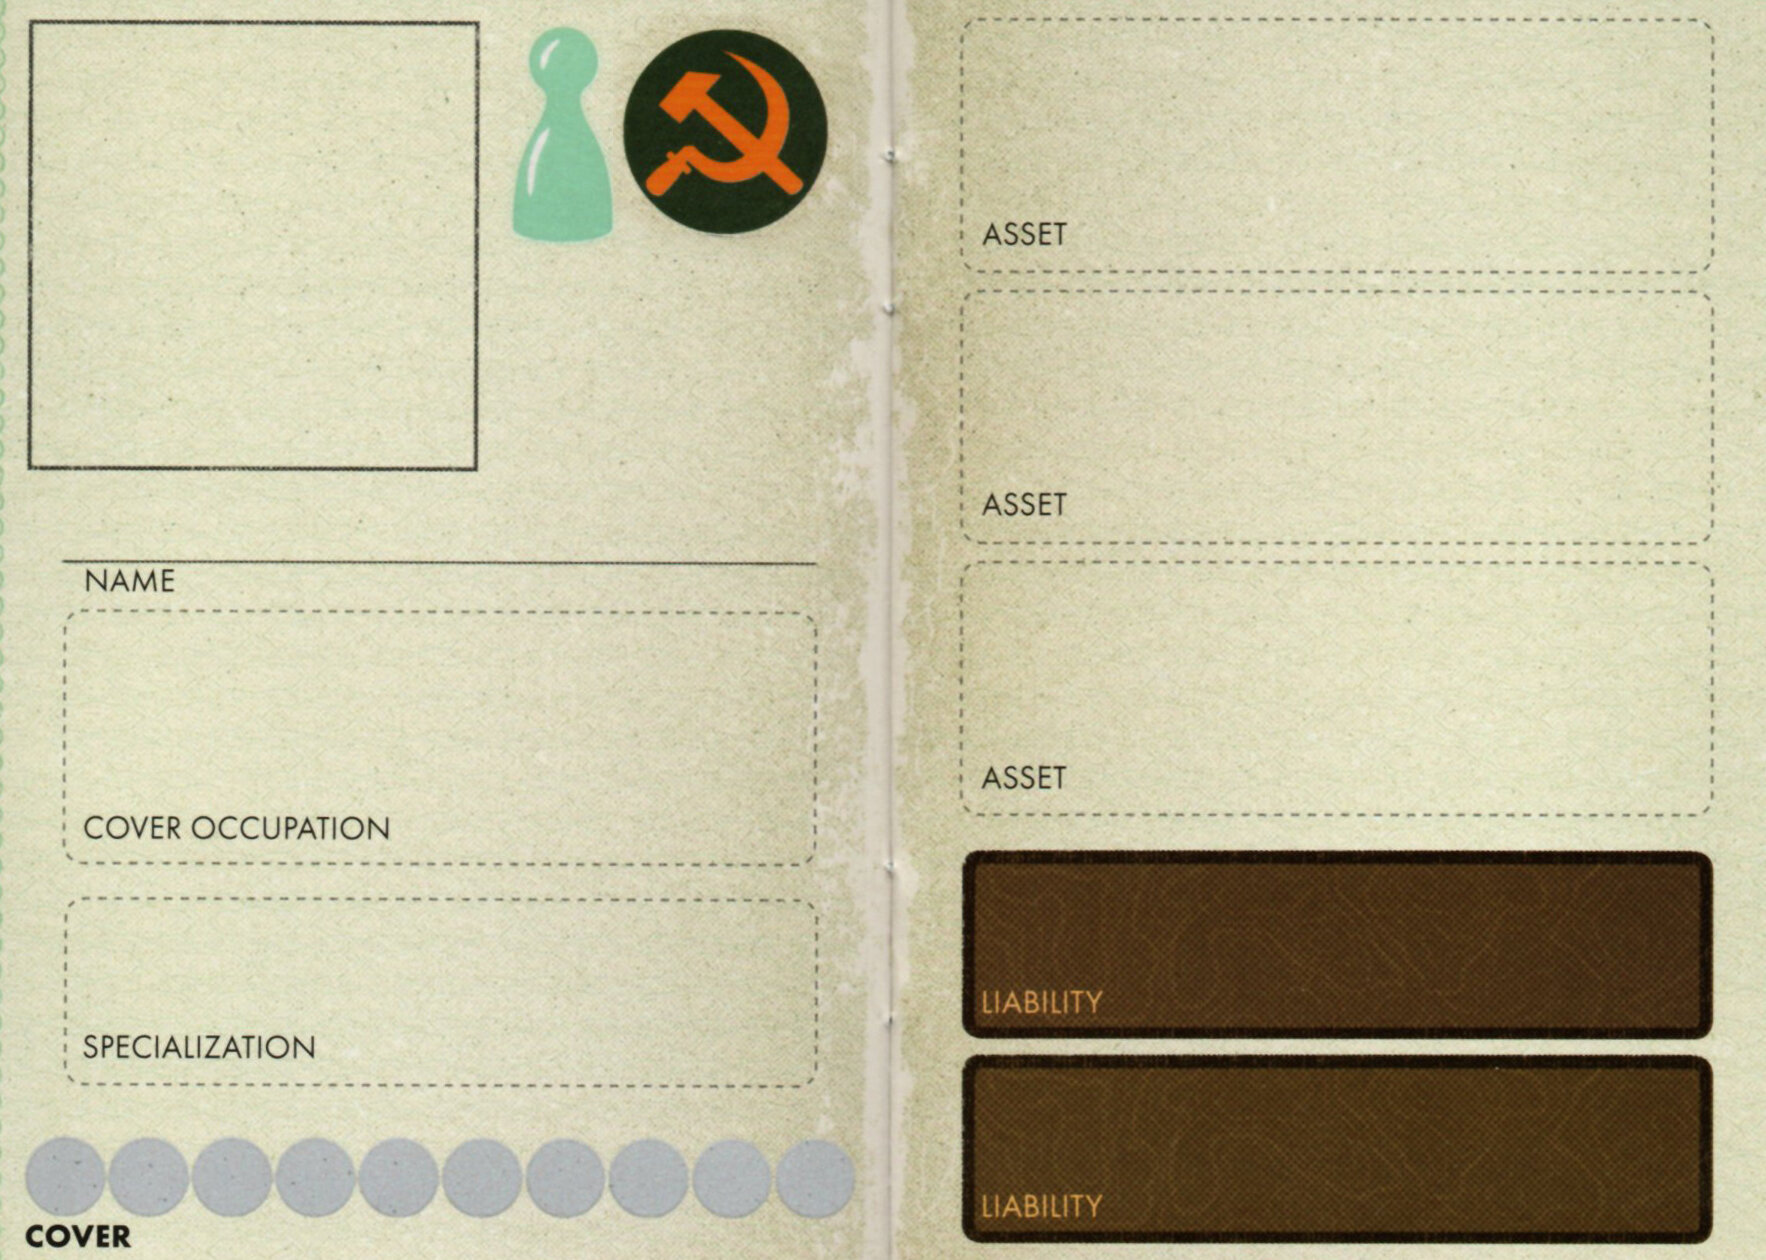 NAME
COVER OCCUPATION
SPECIALIZATION
COVER
ASSET
ASSET
ASSET
LIABILITY
LIABILITY